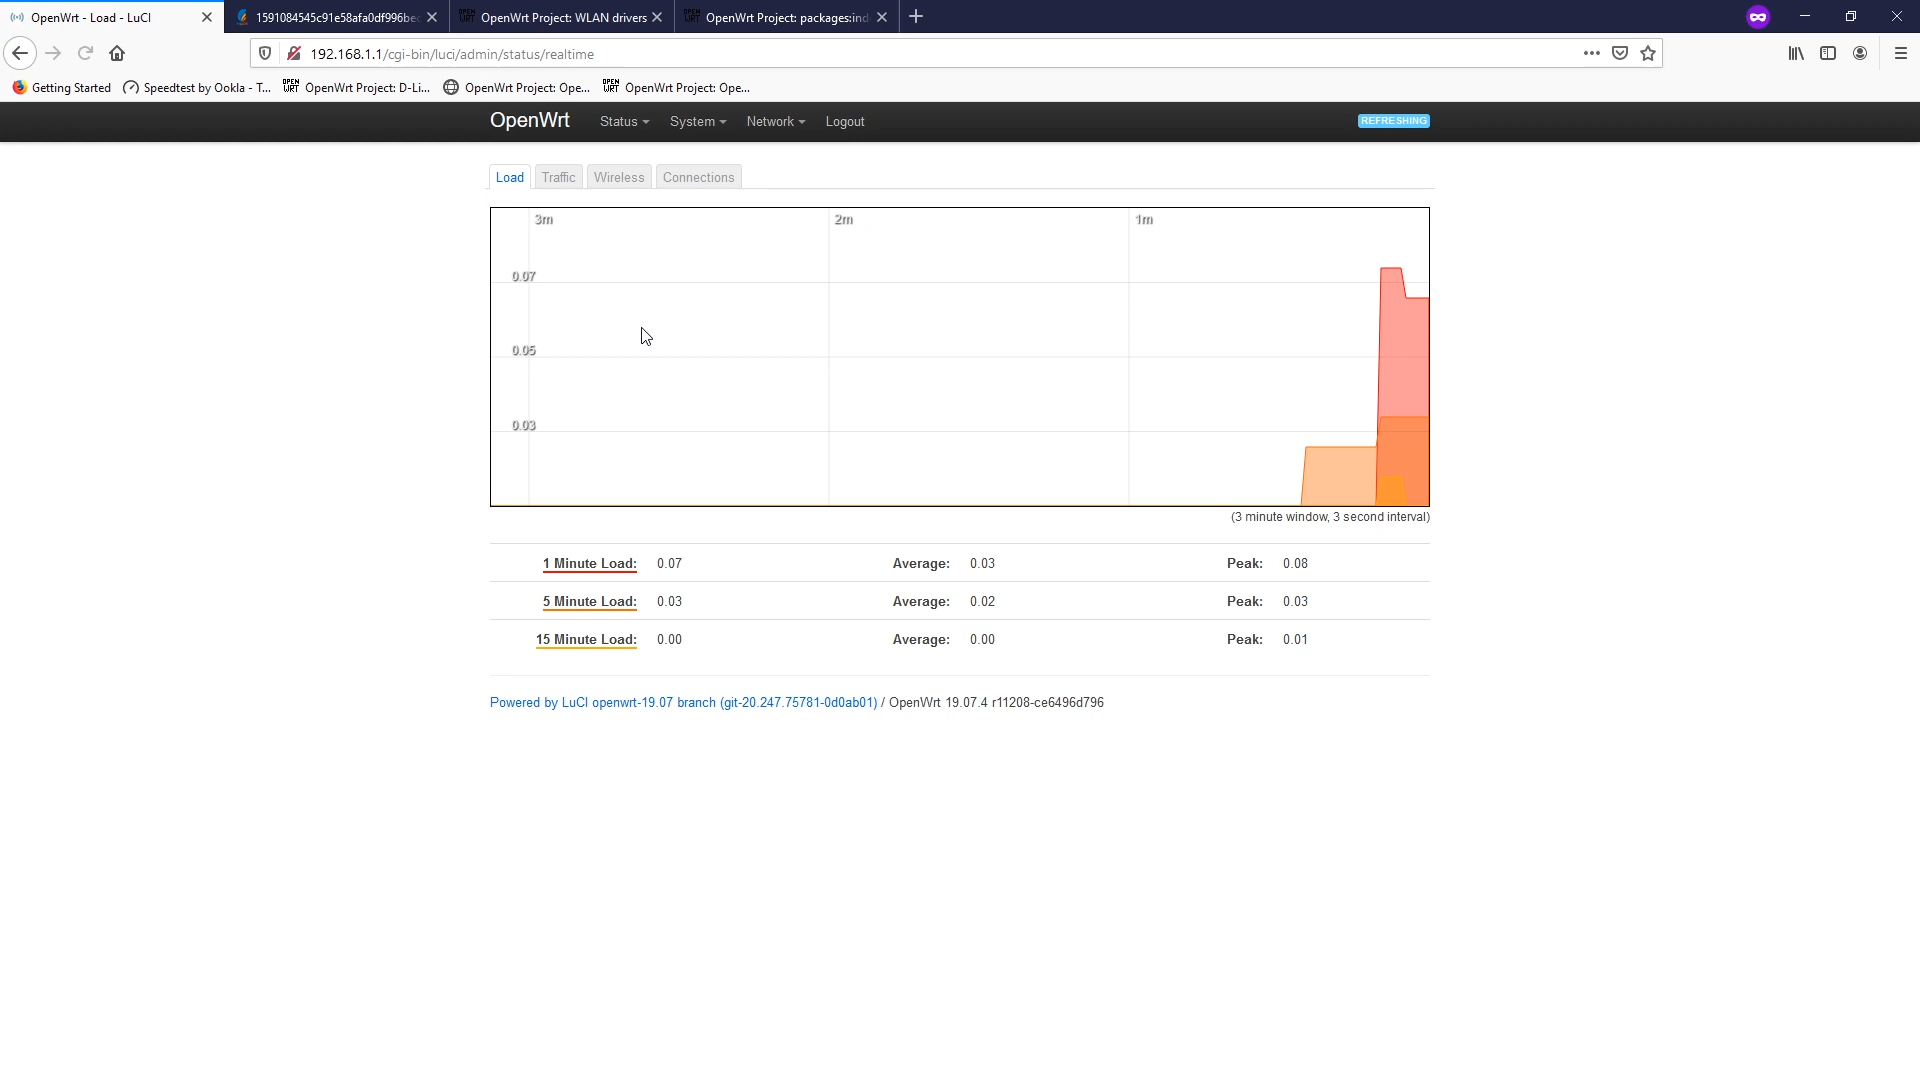 OpenWrt - Load - LuCI
1591084545c91e58afa0df996bec
OpenWrt Project: WLAN drivers
OpenWrt Project: packages:ind
192.168.1.1/cgi-bin/luci/admin/status/realtime
Getting Started
Speedtest by Ookla - T...
OPEN WRT
OpenWrt Project: D-Li...
OpenWrt Project: Ope...
OPEN WRT
OpenWrt Project: Ope...
OpenWrt
Status
System
Network
Logout
REFRESHING
Load
Traffic
Wireless
Connections
3m
2m
1m
0.07
0.05
0.03
(3 minute window, 3 second interval)
1 Minute Load: 0.07 Average: 0.03 Peak: 0.08
5 Minute Load: 0.03 Average: 0.02 Peak: 0.03
15 Minute Load: 0.00 Average: 0.00 Peak: 0.01
Powered by LuCI openwrt-19.07 branch (git-20.247.75781-0d0ab01) / OpenWrt 19.07.4 r11208-ce6496d796